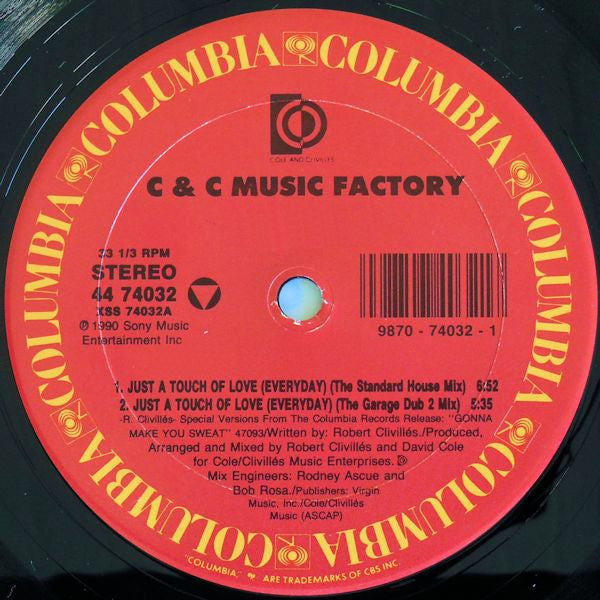 COLUMBIA COLUMBIA COLUMBIA COLUMBIA COLUMBIA COLUMBIA
COLE AND CLIVILLÉS
C & C MUSIC FACTORY
33 1/3 RPM
STEREO
44 74032
XSS 74032A
℗ 1990 Sony Music
Entertainment Inc
9870 - 74032 - 1
1. JUST A TOUCH OF LOVE (EVERYDAY) (The Standard House Mix) 6:52
2. JUST A TOUCH OF LOVE (EVERYDAY) (The Garage Dub 2 Mix) 5:35
-R. Clivillés- Special Versions From The Columbia Records Release: "GONNA
MAKE YOU SWEAT" 47093/Written by: Robert Clivillés./Produced,
Arranged and Mixed by Robert Clivillés and David Cole
for Cole/Clivillés Music Enterprises.
Mix Engineers: Rodney Ascue and
Bob Rosa./Publishers: Virgin
Music, Inc./Cole/Clivillés
Music (ASCAP)
"COLUMBIA," ARE TRADEMARKS OF CBS INC.